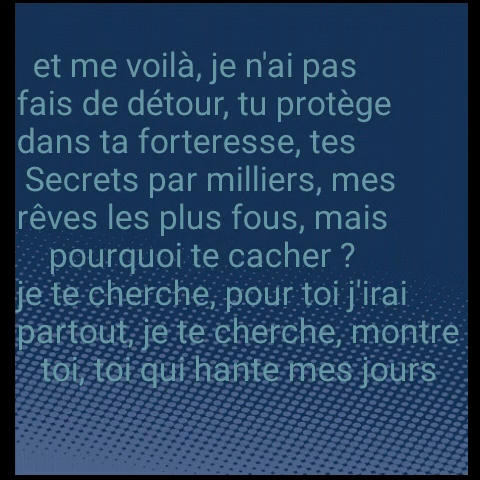 et me voilà, je n'ai pas
fais de détour, tu protège
dans ta forteresse, tes
Secrets par milliers, mes
rêves les plus fous, mais
pourquoi te cacher ?
je te cherche, pour toi j'irai
partout, je te cherche, montre
toi, toi qui hante mes jours